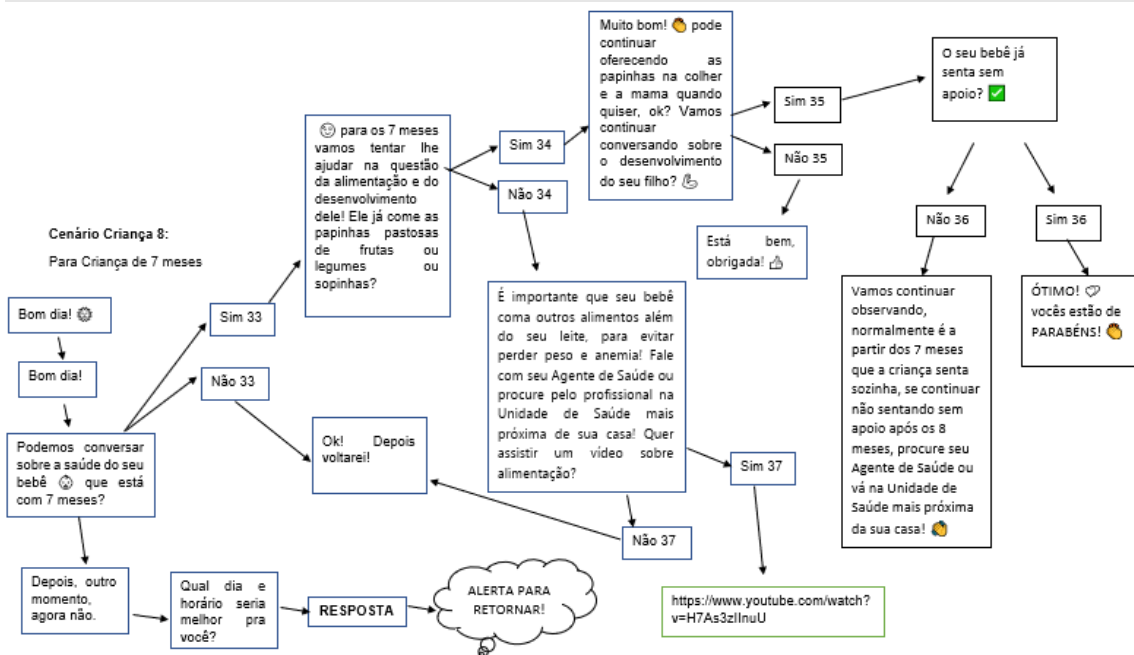 Cenário Criança 8:
Para Criança de 7 meses
Bom dia! 🌞
Bom dia!
Podemos conversar
sobre a saúde do seu
bebê 👶 que está
com 7 meses?
Depois, outro
momento,
agora não.
Qual dia e
horário seria
melhor pra
você?
RESPOSTA
ALERTA PARA
RETORNAR!
Sim 33
Não 33
Ok! Depois
voltarei!
😉 para os 7 meses
vamos tentar lhe
ajudar na questão
da alimentação e do
desenvolvimento
dele! Ele já come as
papinhas pastosas
de frutas ou
legumes ou
sopinhas?
Sim 34
Não 34
Muito bom! 👏 pode
continuar
oferecendo as
papinhas na colher
e a mama quando
quiser, ok? Vamos
continuar
conversando sobre
o desenvolvimento
do seu filho? 💪
Sim 35
Não 35
Está bem,
obrigada! 👍
É importante que seu bebê
coma outros alimentos além
do seu leite, para evitar
perder peso e anemia! Fale
com seu Agente de Saúde ou
procure pelo profissional na
Unidade de Saúde mais
próxima de sua casa! Quer
assistir um vídeo sobre
alimentação?
Sim 37
Não 37
https://www.youtube.com/watch?
v=H7As3zIInuU
O seu bebê já
senta sem
apoio? ✅
Não 36
Sim 36
Vamos continuar
observando,
normalmente é a
partir dos 7 meses
que a criança senta
sozinha, se continuar
não sentando sem
apoio após os 8
meses, procure seu
Agente de Saúde ou
vá na Unidade de
Saúde mais próxima
da sua casa! 👏
ÓTIMO! 🤍
vocês estão de
PARABÉNS! 👏